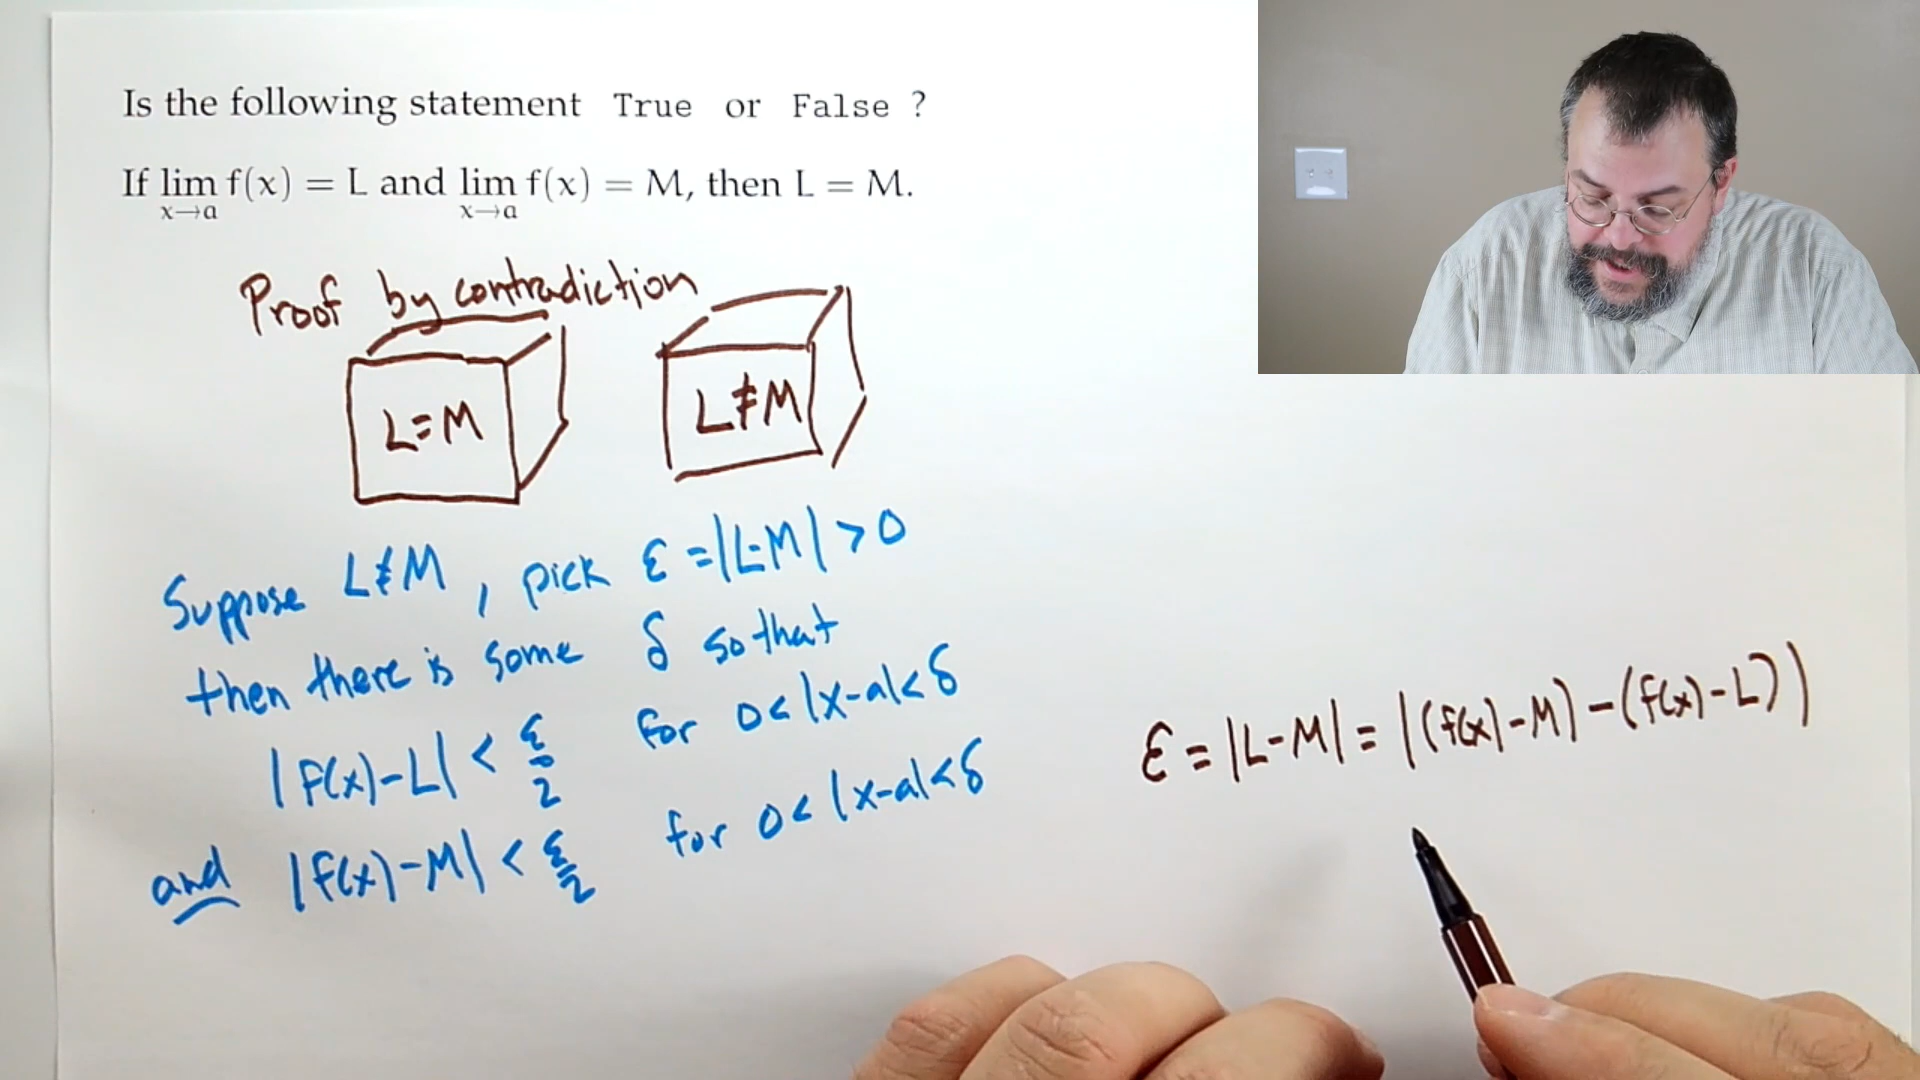 Is the following statement True or False ?
If lim f(x) = L and lim f(x) = M, then L = M.
x→a x→a
Proof by contradiction
L=M L≠M
Suppose L≠M, pick ε =|L-M| > 0
then there is some δ so that
|f(x)-L| < ε/2 for 0<|x-a|<δ
and |f(x)-M| < ε/2 for 0<|x-a|<δ
ε = |L-M| = |(f(x)-M)-(f(x)-L)|